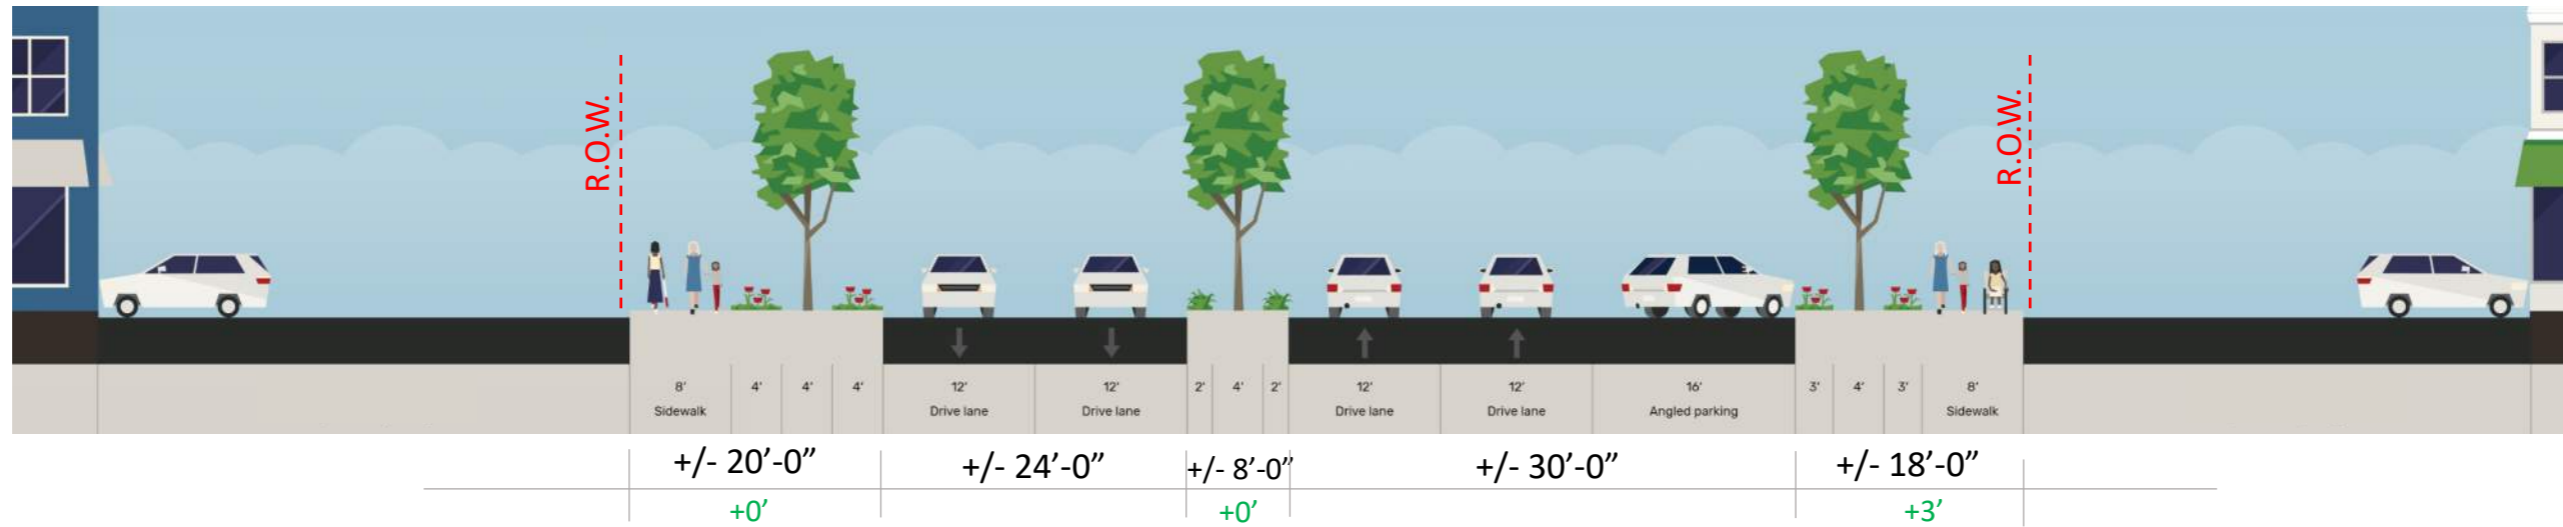 R.O.W.
R.O.W.
8' 4' 4' 4' 12' 12' 2' 4' 2' 12' 12' 16' 3' 4' 3' 8'
Sidewalk Drive lane Drive lane Drive lane Drive lane Angled parking Sidewalk
+/- 20’-0” +/- 24’-0” +/- 8’-0” +/- 30’-0” +/- 18’-0”
+0’ +0’ +3’